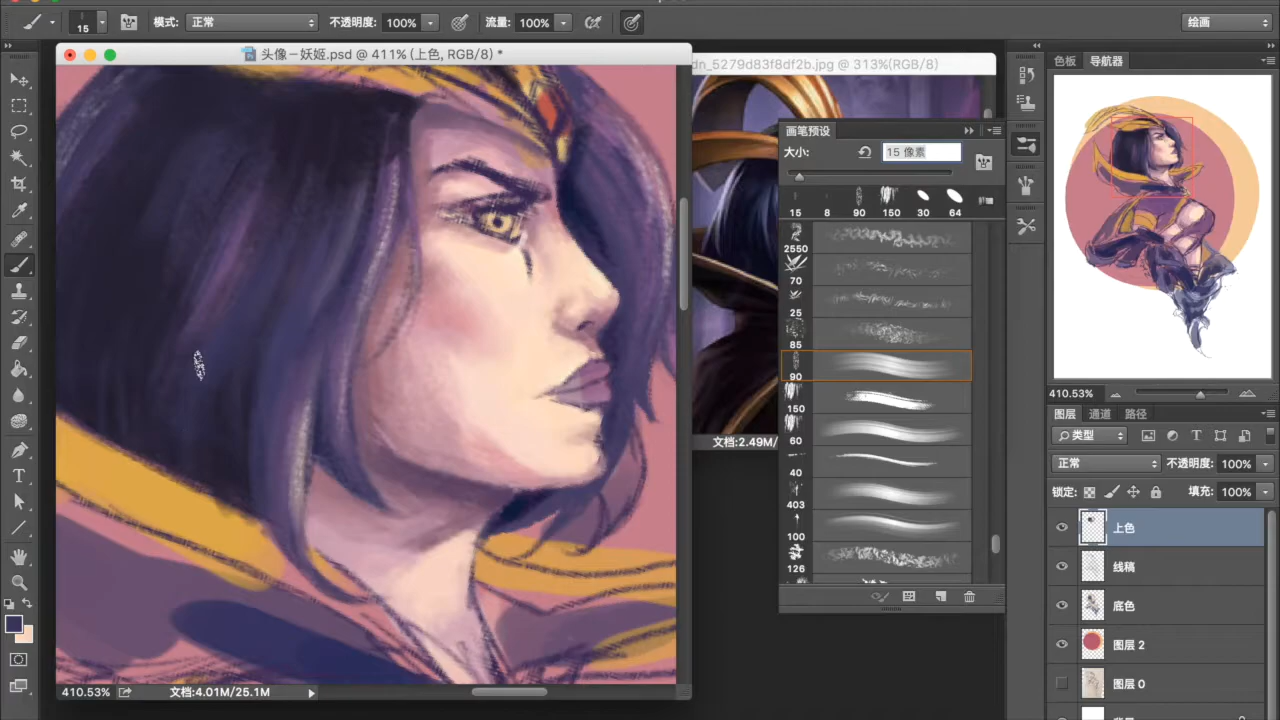 15
模式: 正常
不透明度: 100%
流量: 100%
绘画
头像－妖姬.psd @ 411% (上色, RGB/8) *
dn_5279d83f8df2b.jpg @ 313%(RGB/8)
画笔预设
大小:
15 像素
15
8
90
150
30
64
2550
70
25
85
90
150
60
40
403
100
126
文档:2.49M/
410.53%
文档:4.01M/25.1M
色板
导航器
410.53%
图层
通道
路径
类型
正常
不透明度: 100%
锁定:
填充: 100%
上色
线稿
底色
图层 2
图层 0